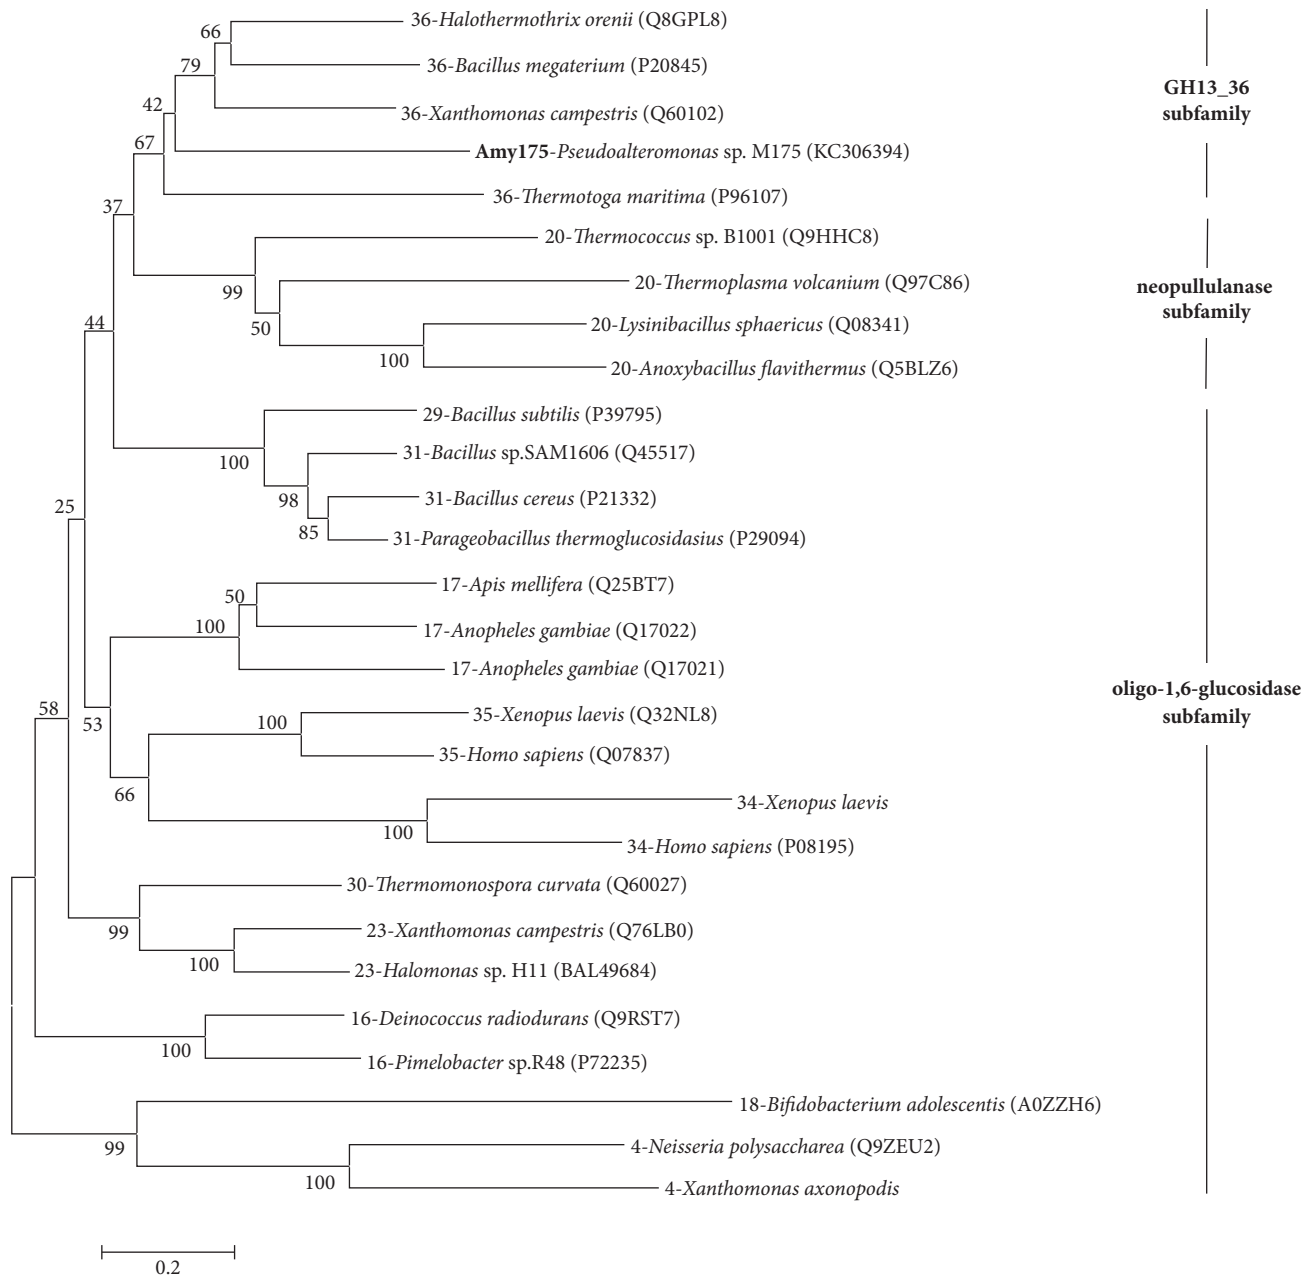 66
36-Halothermothrix orenii (Q8GPL8)
79
36-Bacillus megaterium (P20845)
GH13_36
subfamily
42
36-Xanthomonas campestris (Q60102)
67
Amy175-Pseudoalteromonas sp. M175 (KC306394)
36-Thermotoga maritima (P96107)
37
20-Thermococcus sp. B1001 (Q9HHC8)
99
20-Thermoplasma volcanium (Q97C86)
neopullulanase
subfamily
44
50
20-Lysinibacillus sphaericus (Q08341)
100
20-Anoxybacillus flavithermus (Q5BLZ6)
29-Bacillus subtilis (P39795)
100
31-Bacillus sp.SAM1606 (Q45517)
98
31-Bacillus cereus (P21332)
25
85
31-Parageobacillus thermoglucosidasius (P29094)
17-Apis mellifera (Q25BT7)
50
100
17-Anopheles gambiae (Q17022)
17-Anopheles gambiae (Q17021)
oligo-1,6-glucosidase
subfamily
58
53
100
35-Xenopus laevis (Q32NL8)
35-Homo sapiens (Q07837)
66
34-Xenopus laevis
100
34-Homo sapiens (P08195)
30-Thermomonospora curvata (Q60027)
99
23-Xanthomonas campestris (Q76LB0)
100
23-Halomonas sp. H11 (BAL49684)
16-Deinococcus radiodurans (Q9RST7)
100
16-Pimelobacter sp.R48 (P72235)
18-Bifidobacterium adolescentis (A0ZZH6)
99
4-Neisseria polysaccharea (Q9ZEU2)
100
4-Xanthomonas axonopodis
0.2